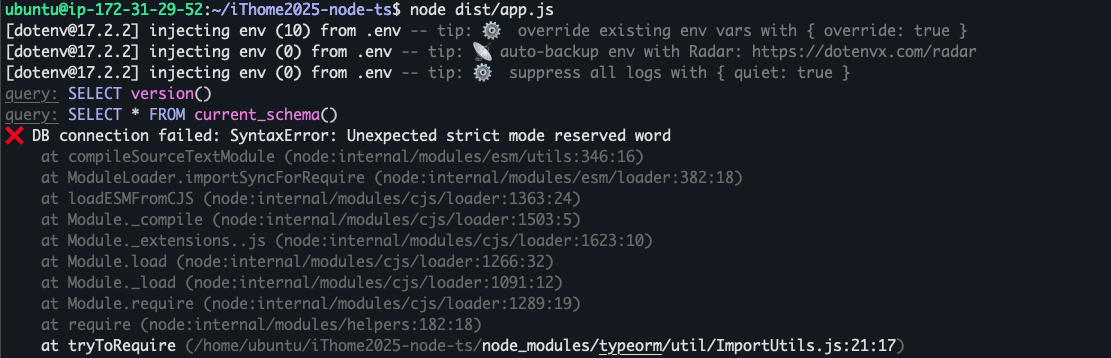 ubuntu@ip-172-31-29-52:~/iThome2025-node-ts$ node dist/app.js
[dotenv@17.2.2] injecting env (10) from .env -- tip: ⚙️  override existing env vars with { override: true }
[dotenv@17.2.2] injecting env (0) from .env -- tip: 📡 auto-backup env with Radar: https://dotenvx.com/radar
[dotenv@17.2.2] injecting env (0) from .env -- tip: ⚙️  suppress all logs with { quiet: true }
query: SELECT version()
query: SELECT * FROM current_schema()
❌ DB connection failed: SyntaxError: Unexpected strict mode reserved word
    at compileSourceTextModule (node:internal/modules/esm/utils:346:16)
    at ModuleLoader.importSyncForRequire (node:internal/modules/esm/loader:382:18)
    at loadESMFromCJS (node:internal/modules/cjs/loader:1363:24)
    at Module._compile (node:internal/modules/cjs/loader:1503:5)
    at Module._extensions..js (node:internal/modules/cjs/loader:1623:10)
    at Module.load (node:internal/modules/cjs/loader:1266:32)
    at Module._load (node:internal/modules/cjs/loader:1091:12)
    at Module.require (node:internal/modules/cjs/loader:1289:19)
    at require (node:internal/modules/helpers:182:18)
    at tryToRequire (/home/ubuntu/iThome2025-node-ts/node_modules/typeorm/util/ImportUtils.js:21:17)